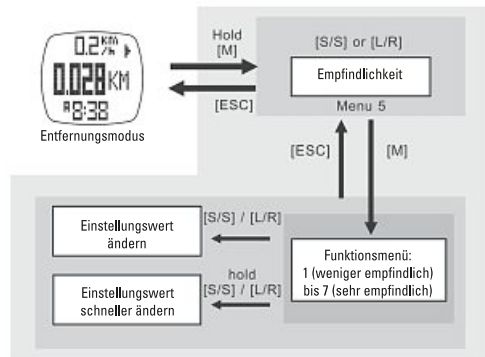 0.2 KM/h
0.028 KM
A 8:38
Entfernungsmodus
Hold
[M]
[ESC]
[S/S] or [L/R]
Empfindlichkeit
Menu 5
[ESC]
[M]
Einstellungswert
ändern
[S/S] / [L/R]
Einstellungswert
schneller ändern
hold
[S/S] / [L/R]
Funktionsmenü:
1 (weniger empfindlich)
bis 7 (sehr empfindlich)